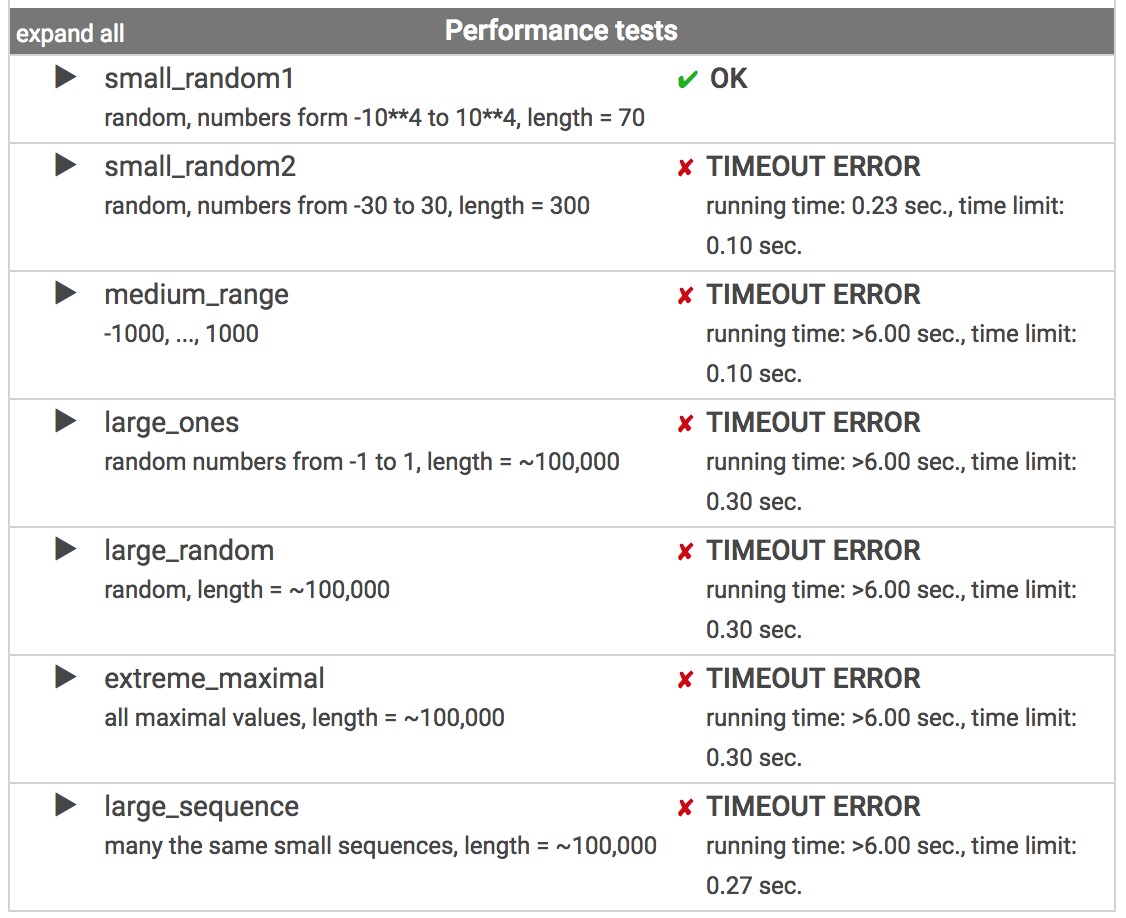 expand all Performance tests
small_random1 ✔ OK
random, numbers form -10**4 to 10**4, length = 70
small_random2 ✘ TIMEOUT ERROR
random, numbers from -30 to 30, length = 300 running time: 0.23 sec., time limit:
0.10 sec.
medium_range ✘ TIMEOUT ERROR
-1000, ..., 1000 running time: >6.00 sec., time limit:
0.10 sec.
large_ones ✘ TIMEOUT ERROR
random numbers from -1 to 1, length = ~100,000 running time: >6.00 sec., time limit:
0.30 sec.
large_random ✘ TIMEOUT ERROR
random, length = ~100,000 running time: >6.00 sec., time limit:
0.30 sec.
extreme_maximal ✘ TIMEOUT ERROR
all maximal values, length = ~100,000 running time: >6.00 sec., time limit:
0.30 sec.
large_sequence ✘ TIMEOUT ERROR
many the same small sequences, length = ~100,000 running time: >6.00 sec., time limit:
0.27 sec.